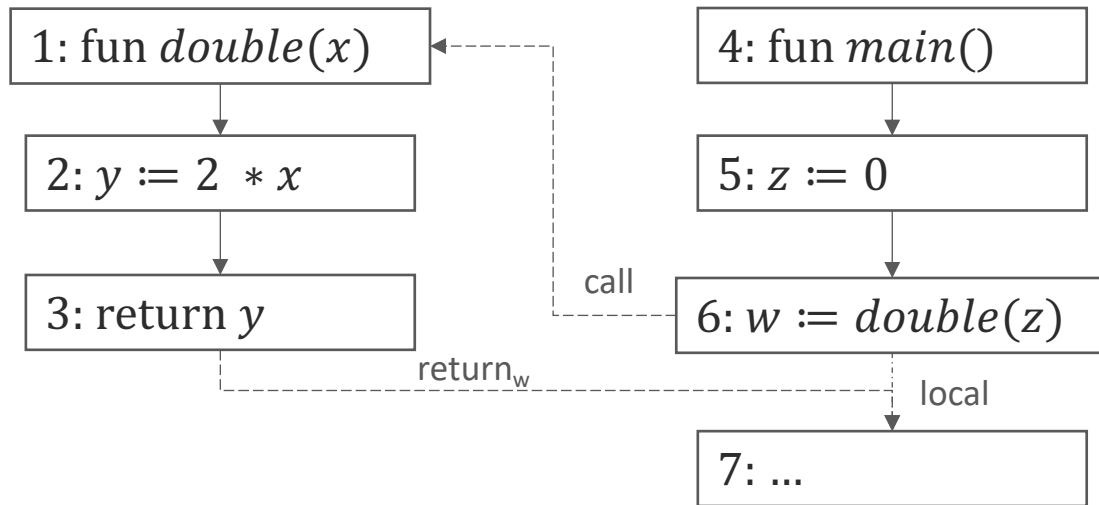 1: fun double(x)
2: y ≔ 2 * x
3: return y
call
return_w
4: fun main()
5: z ≔ 0
6: w ≔ double(z)
local
7: ...